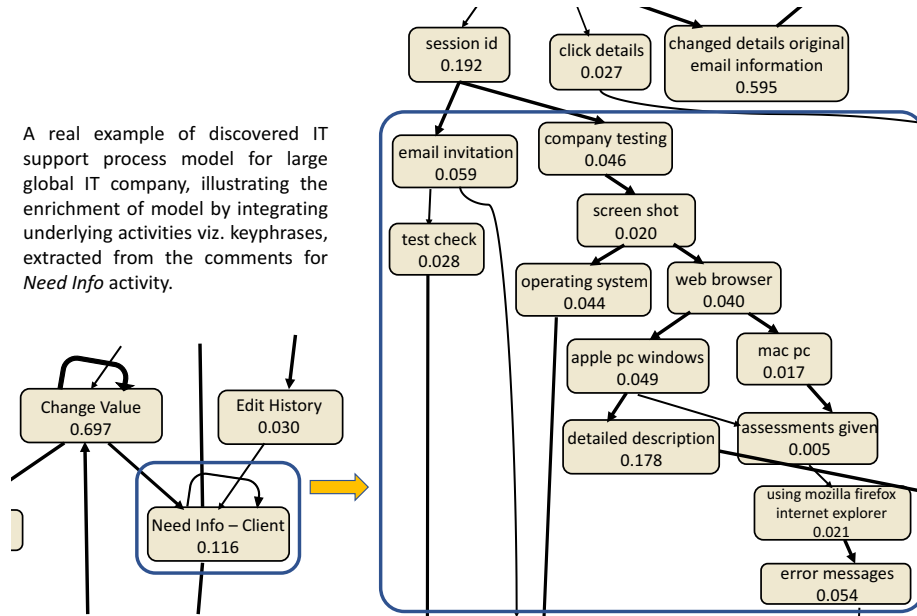 session id
0.192
click details
0.027
changed details original
email information
0.595
A real example of discovered IT
support process model for large
global IT company, illustrating the
enrichment of model by integrating
underlying activities viz. keyphrases,
extracted from the comments for
Need Info activity.
email invitation
0.059
company testing
0.046
screen shot
0.020
test check
0.028
operating system
0.044
web browser
0.040
apple pc windows
0.049
mac pc
0.017
Change Value
0.697
Edit History
0.030
detailed description
0.178
assessments given
0.005
Need Info – Client
0.116
using mozilla firefox
internet explorer
0.021
error messages
0.054